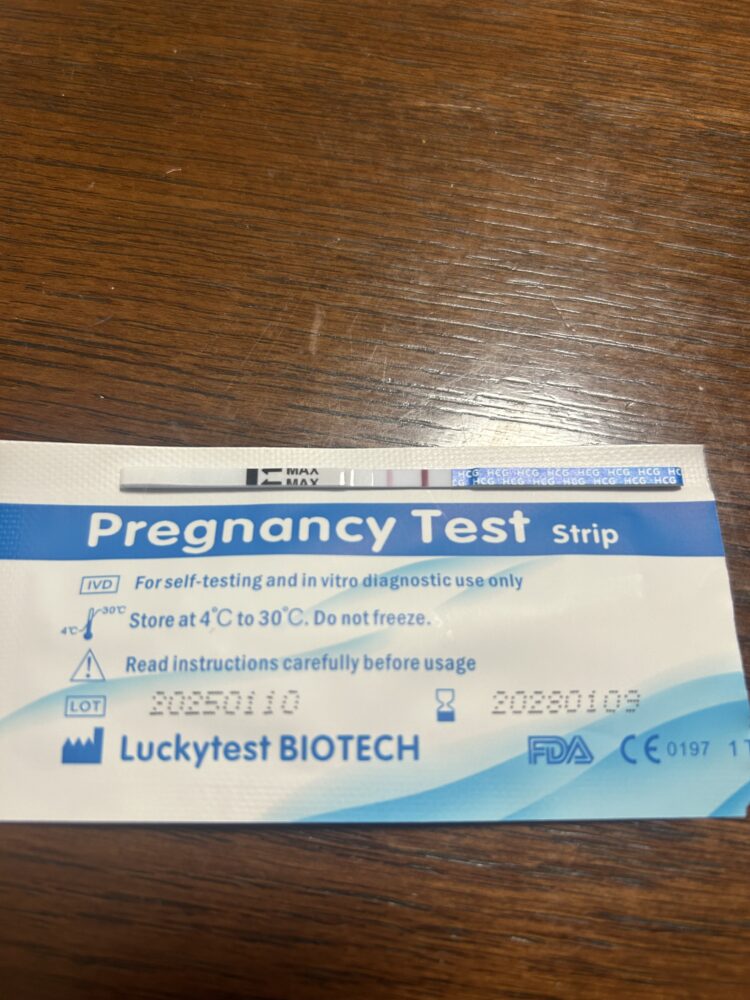 MAX
MAX
HCG HCG HCG HCG HCG HCG HCG
HCG HCG HCG HCG HCG HCG
Pregnancy Test Strip
IVD For self-testing and in vitro diagnostic use only
4℃ 30℃ Store at 4℃ to 30℃. Do not freeze.
Read instructions carefully before usage
LOT 20250110 20280109
Luckytest BIOTECH FDA CE 0197 1